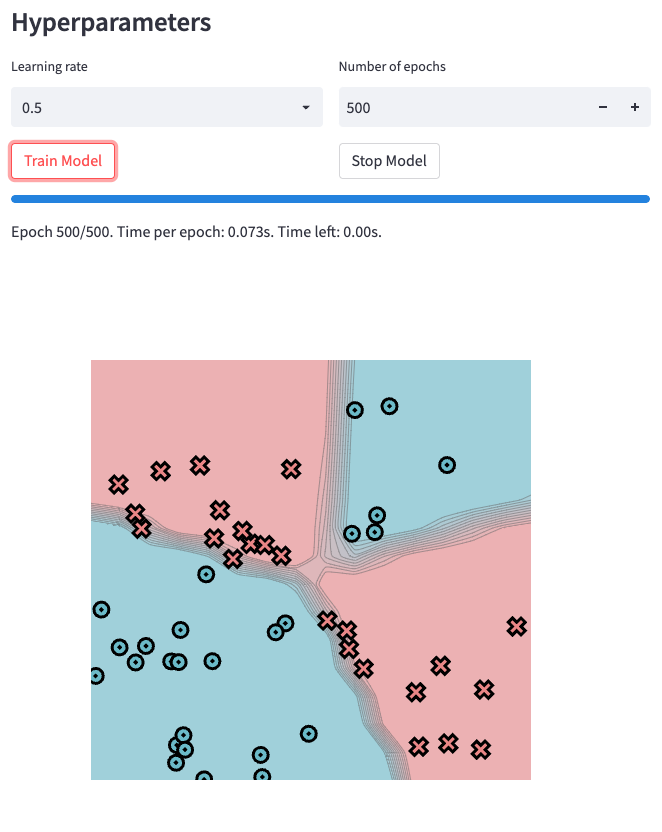 Hyperparameters
Learning rate
Number of epochs
0.5
500
Train Model
Stop Model
Epoch 500/500. Time per epoch: 0.073s. Time left: 0.00s.